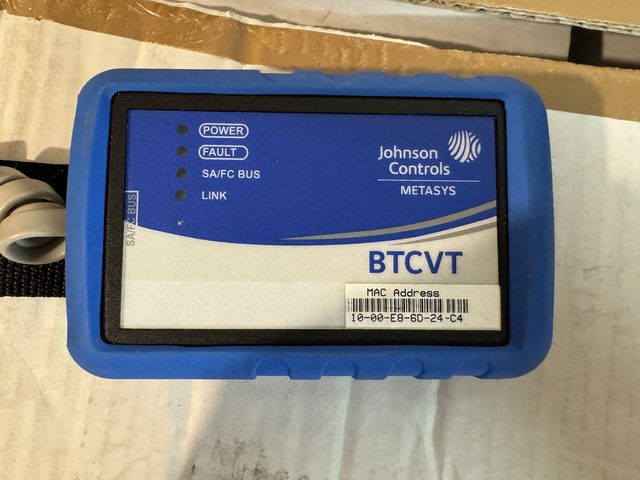 POWER
FAULT
SA/FC BUS
LINK
SA/FC BUS
Johnson
Controls
METASYS
BTCVT
MAC Address
10-00-E8-6D-24-C4